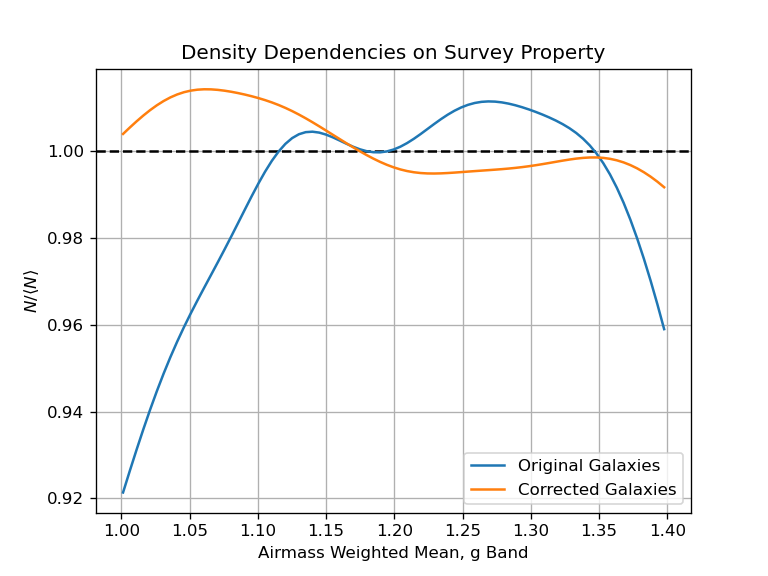 Density Dependencies on Survey Property
N/⟨N⟩
1.00
0.98
0.96
0.94
0.92
Original Galaxies
Corrected Galaxies
1.00 1.05 1.10 1.15 1.20 1.25 1.30 1.35 1.40
Airmass Weighted Mean, g Band